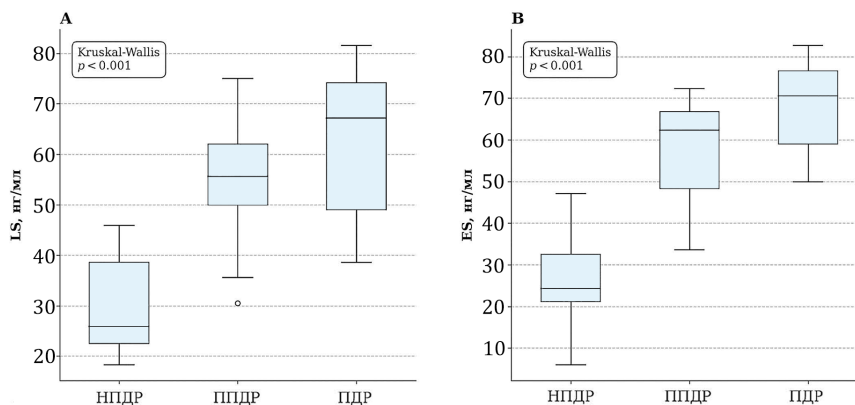 A
Kruskal-Wallis
p < 0.001
LS, нг/мл
80
70
60
50
40
30
20
НПДР
ППДР
ПДР
B
Kruskal-Wallis
p < 0.001
ES, нг/мл
80
70
60
50
40
30
20
10
НПДР
ППДР
ПДР